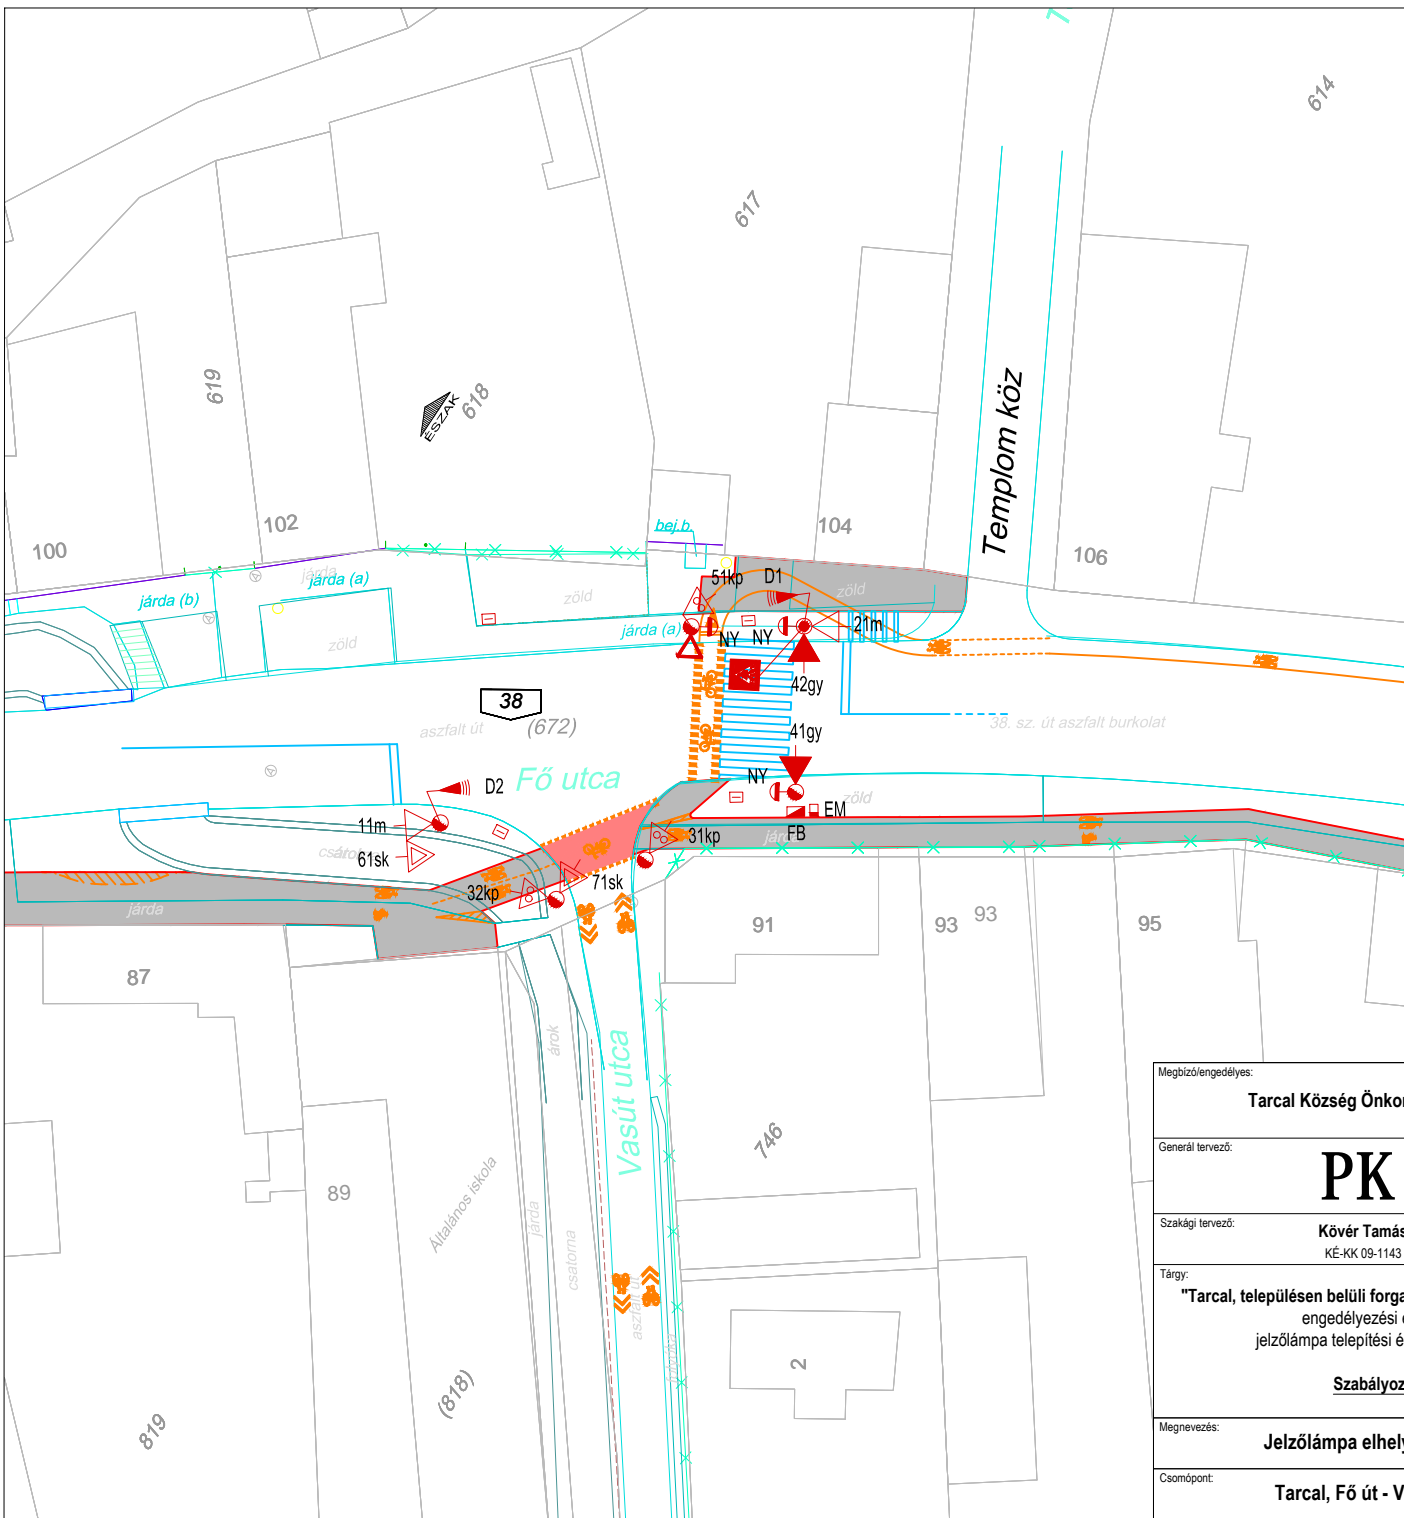 614
617
Templom köz
619
618
ÉSZAK
102
100
104
106
bej.b.
járda
járda (a)
járda (b)
zöld
zöld
zöld
járda (a)
51kp
D1
21m
NY
NY
42gy
38
aszfalt út
(672)
38. sz. út aszfalt burkolat
41gy
Fő utca
NY
D2
zöld
EM
FB
11m
31kp
járda
61sk
71sk
32kp
járda
91
93
93
95
87
árok
Vasút utca
746
89
Általános iskola
járda
csatorna
aszfalt út
2
(818)
819
Megbízó/engedélyes:
Tarcal Község Önkor
Generál tervező:
PK
Szakági tervező:
Kövér Tamás
KÉ-KK 09-1143
Tárgy:
"Tarcal, településen belüli forga
engedélyezési é
jelzőlámpa telepítési é
Szabályoz
Megnevezés:
Jelzőlámpa elhely
Csomópont:
Tarcal, Fő út - V